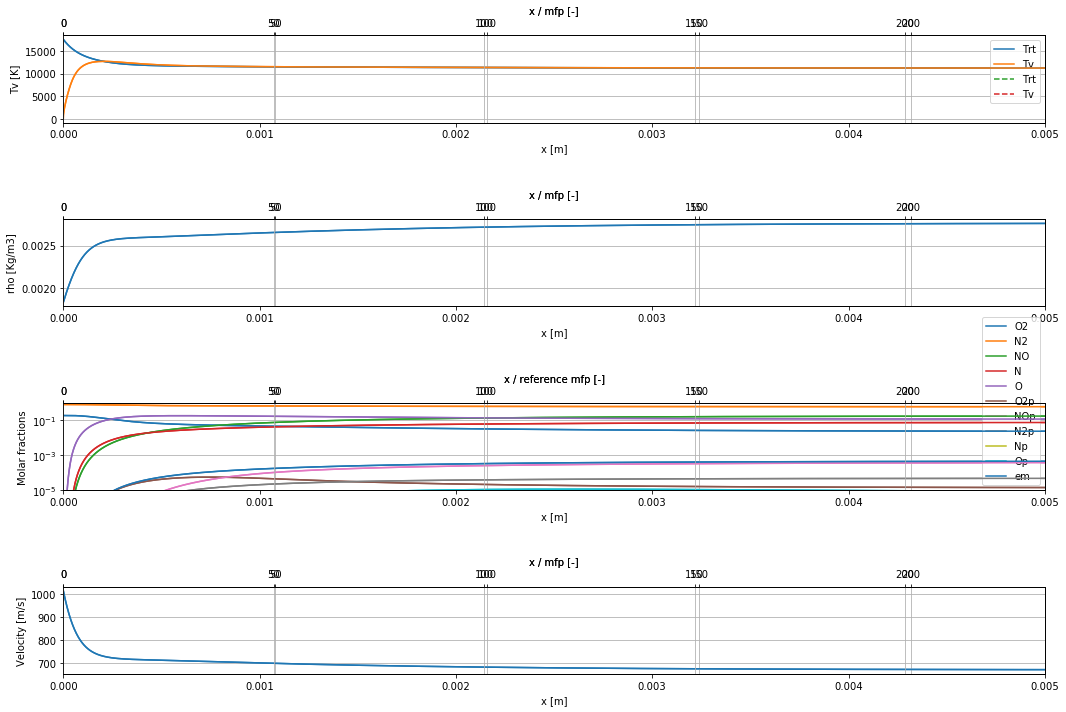 x / mfp [-]
0 50 100 150 200
15000
10000
5000
0
Tv [K]
Trt
Tv
Trt
Tv
0.000 0.001 0.002 0.003 0.004 0.005
x [m]
x / mfp [-]
0 50 100 150 200
0.0025
0.0020
rho [Kg/m3]
0.000 0.001 0.002 0.003 0.004 0.005
x [m]
x / reference mfp [-]
0 50 100 150 200
10⁻¹
10⁻³
10⁻⁵
Molar fractions
O2
N2
NO
N
O
O2p
NOp
N2p
Np
Op
em
0.000 0.001 0.002 0.003 0.004 0.005
x [m]
x / mfp [-]
0 50 100 150 200
1000
900
800
700
Velocity [m/s]
0.000 0.001 0.002 0.003 0.004 0.005
x [m]